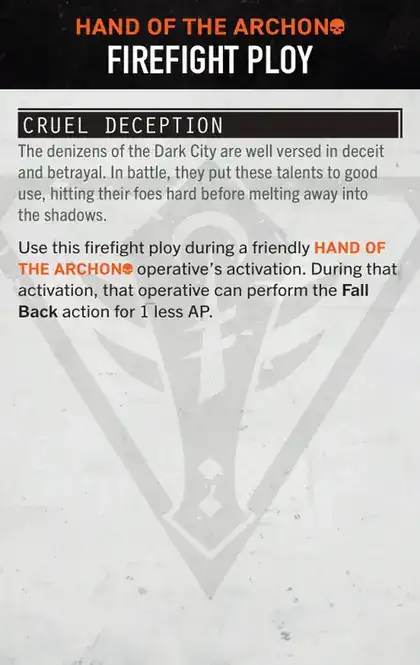 HAND OF THE ARCHON
FIREFIGHT PLOY
CRUEL DECEPTION
The denizens of the Dark City are well versed in deceit
and betrayal. In battle, they put these talents to good
use, hitting their foes hard before melting away into
the shadows.
Use this firefight ploy during a friendly HAND OF
THE ARCHON operative’s activation. During that
activation, that operative can perform the Fall
Back action for 1 less AP.